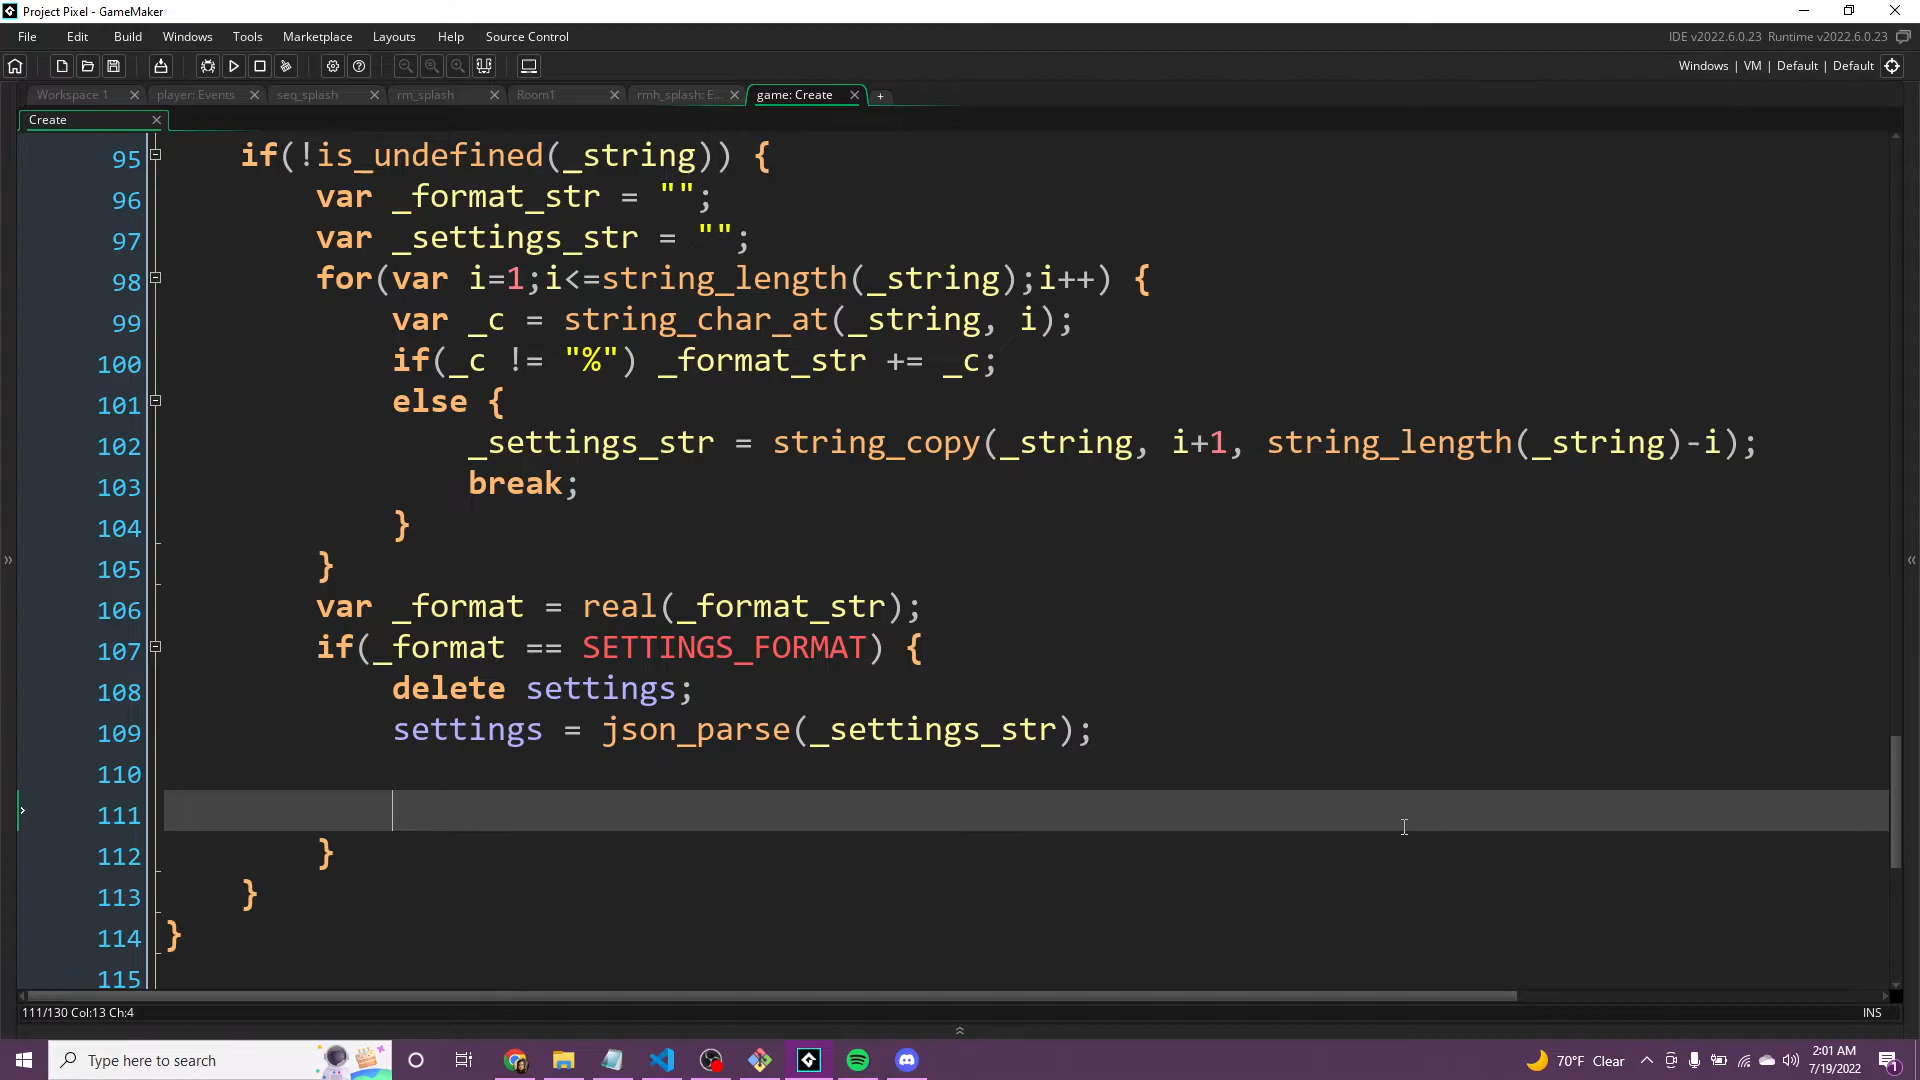 Project Pixel - GameMaker
File Edit Build Windows Tools Marketplace Layouts Help Source Control
IDE v2022.6.0.23 Runtime v2022.6.0.23
Windows | VM | Default | Default
Workspace 1 player: Events seq_splash rm_splash Room1 rmh_splash: E... game: Create +
Create
95 if(!is_undefined(_string)) {
96 var _format_str = "";
97 var _settings_str = "";
98 for(var i=1;i<=string_length(_string);i++) {
99 var _c = string_char_at(_string, i);
100 if(_c != "%") _format_str += _c;
101 else {
102 _settings_str = string_copy(_string, i+1, string_length(_string)-i);
103 break;
104 }
105 }
106 var _format = real(_format_str);
107 if(_format == SETTINGS_FORMAT) {
108 delete settings;
109 settings = json_parse(_settings_str);
110
111
112 }
113 }
114 }
115
111/130 Col:13 Ch:4 INS
Type here to search
70°F Clear
2:01 AM
7/19/2022
1